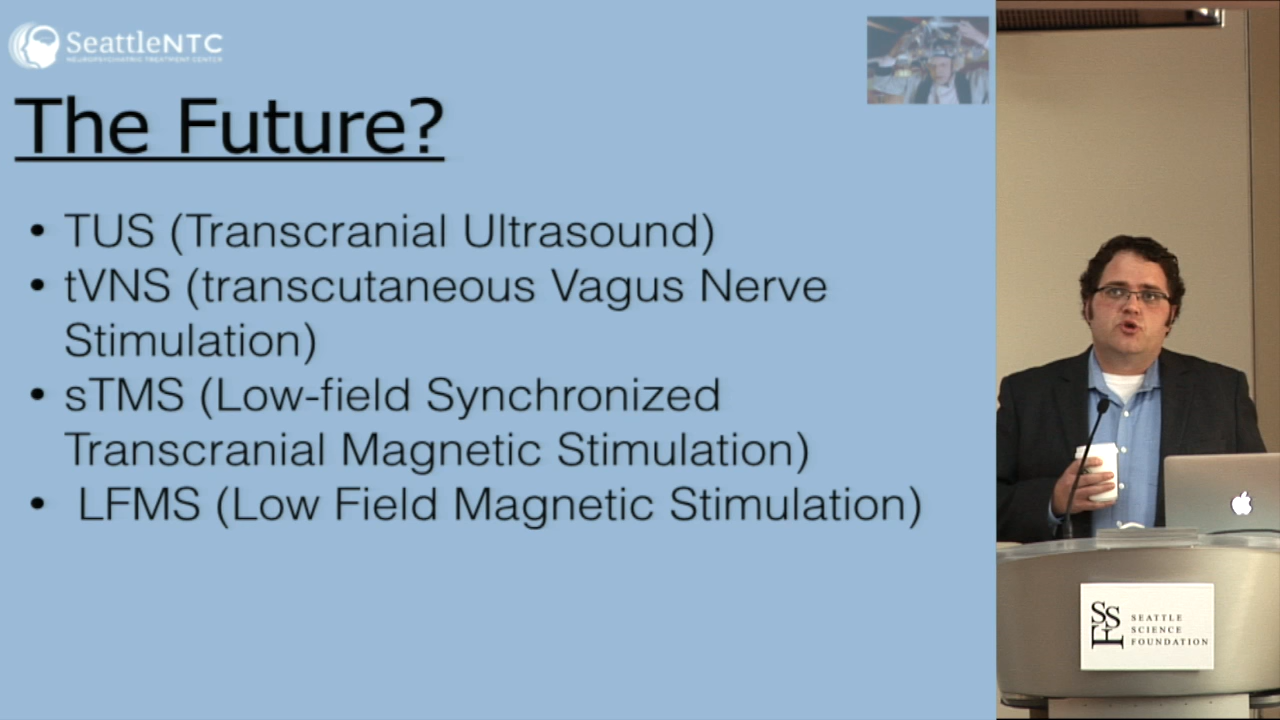 SeattleNTC
NEUROPSYCHIATRIC TREATMENT CENTER
The Future?
• TUS (Transcranial Ultrasound)
• tVNS (transcutaneous Vagus Nerve
Stimulation)
• sTMS (Low-field Synchronized
Transcranial Magnetic Stimulation)
• LFMS (Low Field Magnetic Stimulation)
SSF
SEATTLE
SCIENCE
FOUNDATION